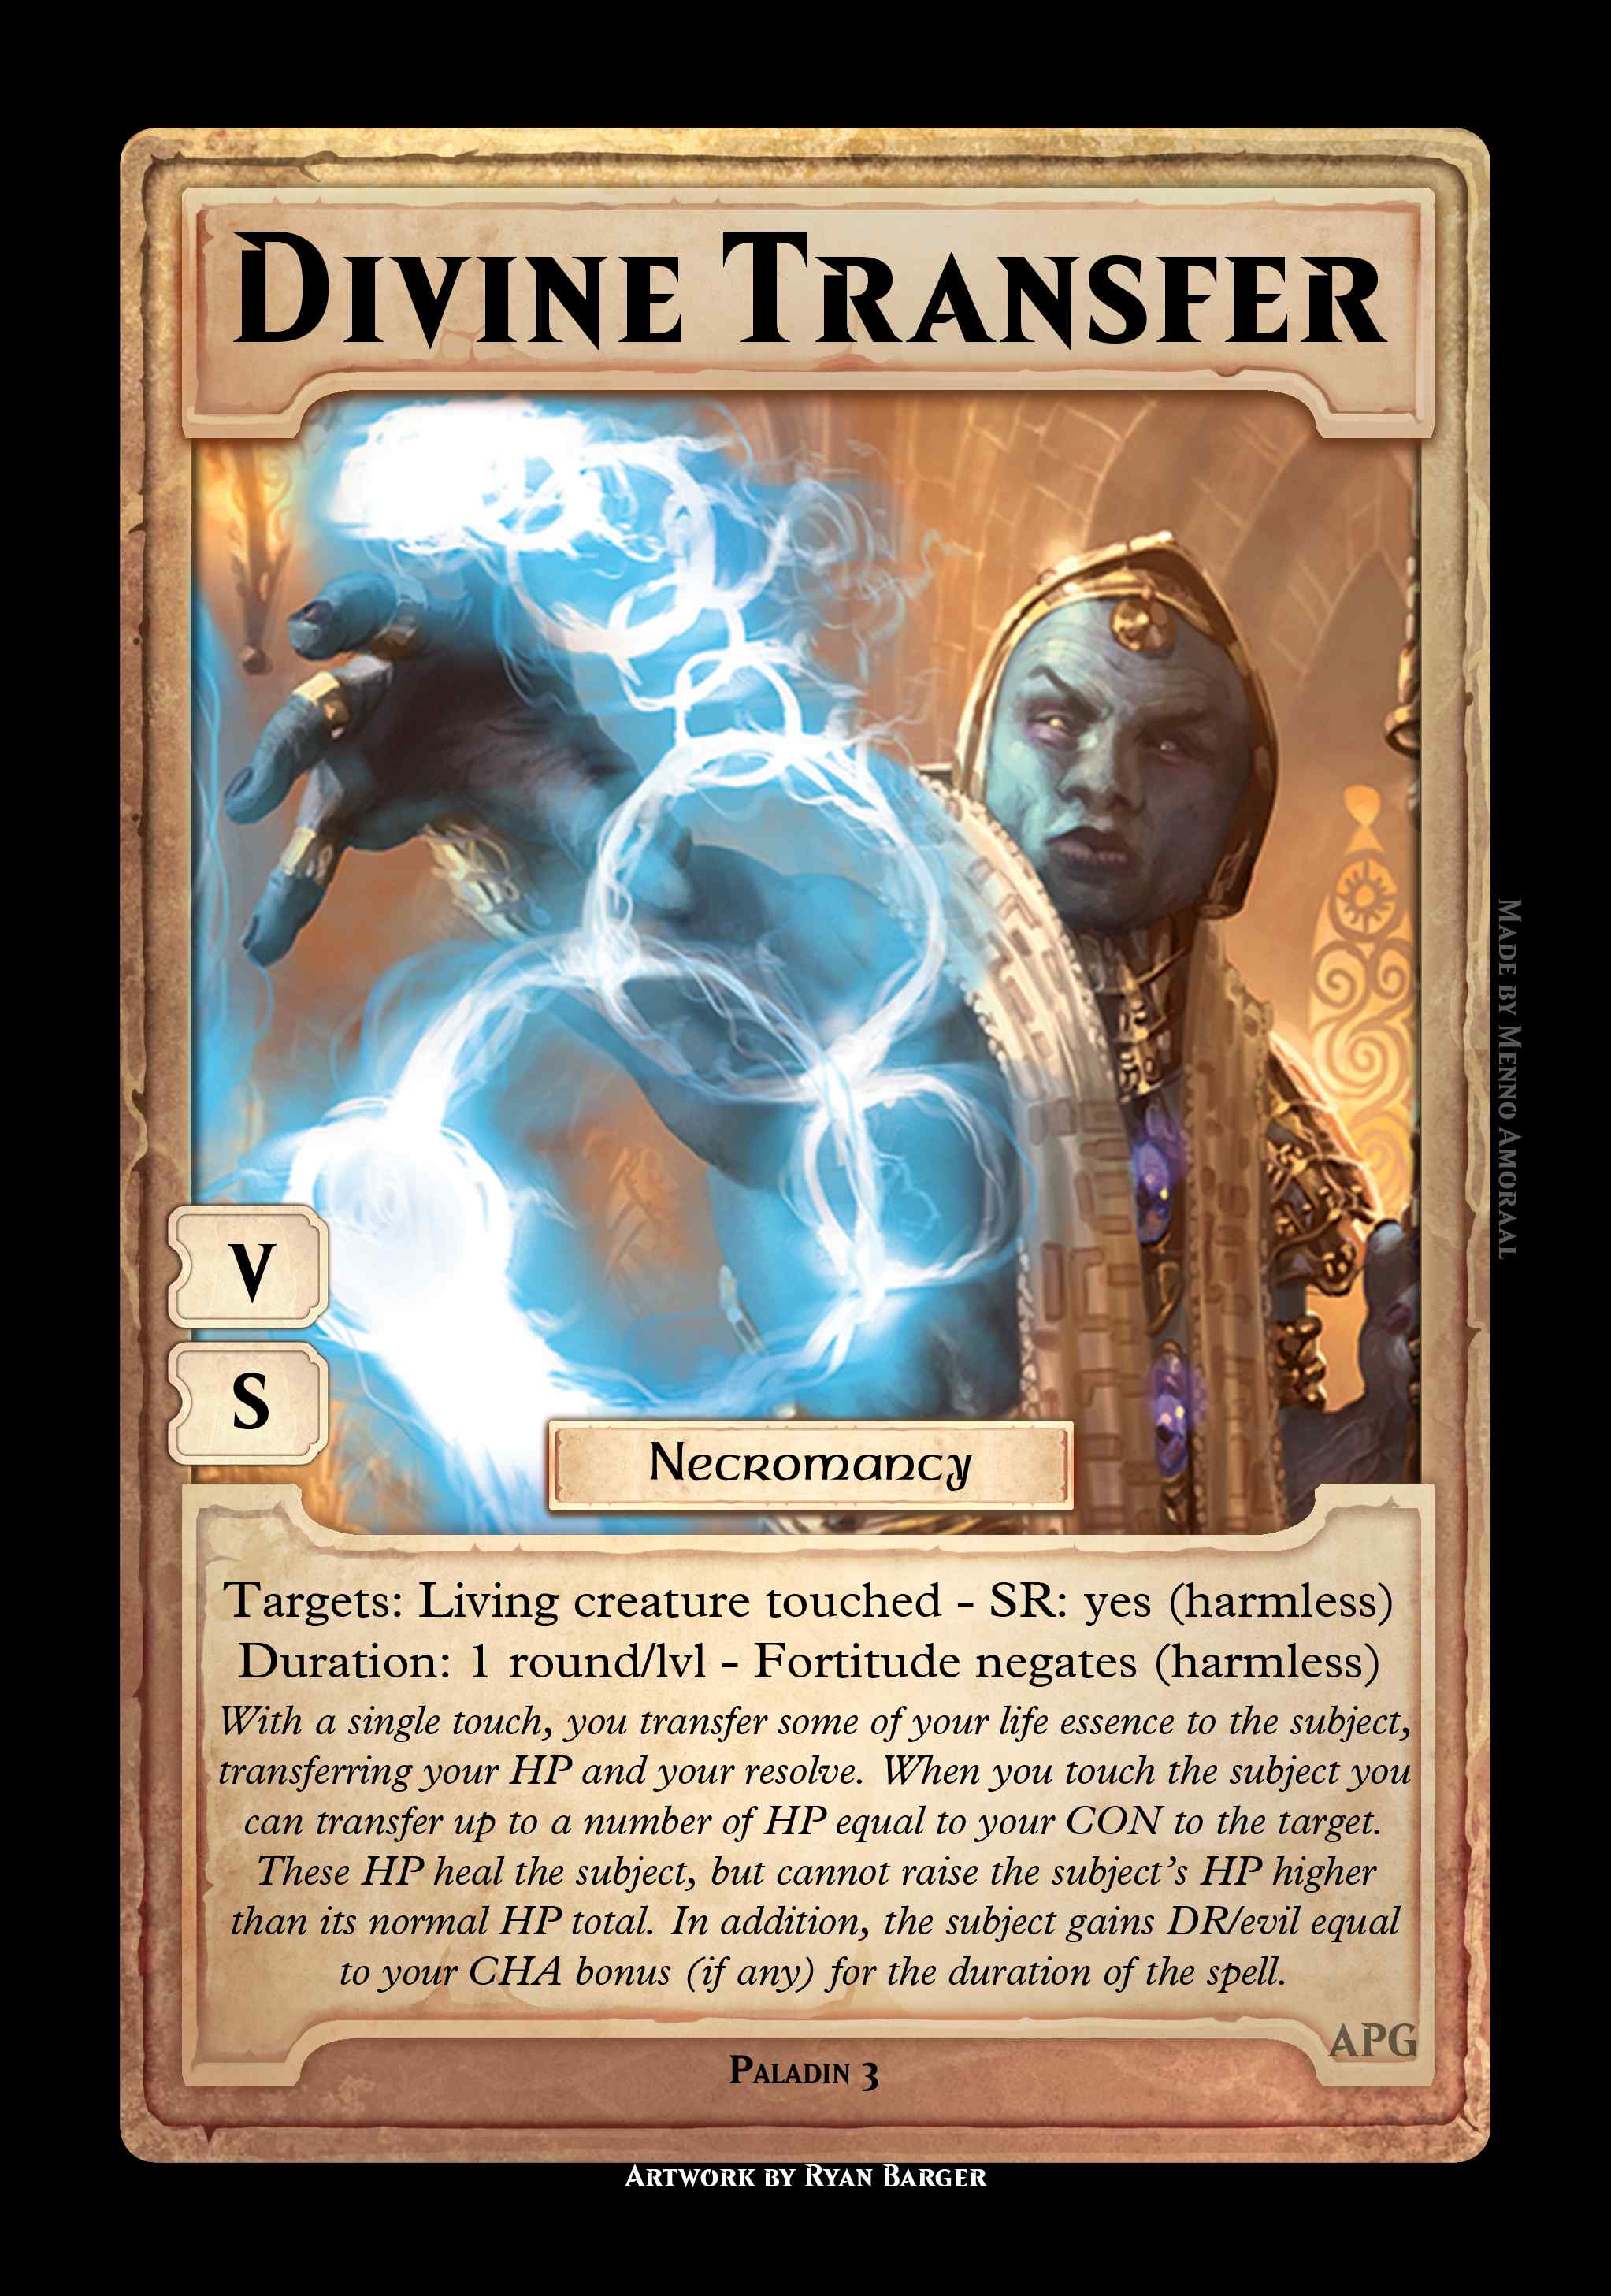 Divine Transfer
V
S
Necromancy
Targets: Living creature touched - SR: yes (harmless)
Duration: 1 round/lvl - Fortitude negates (harmless)
With a single touch, you transfer some of your life essence to the subject,
transferring your HP and your resolve. When you touch the subject you
can transfer up to a number of HP equal to your CON to the target.
These HP heal the subject, but cannot raise the subject's HP higher
than its normal HP total. In addition, the subject gains DR/evil equal
to your CHA bonus (if any) for the duration of the spell.
APG
Paladin 3
Artwork by Ryan Barger
Made by Menno Amoraal